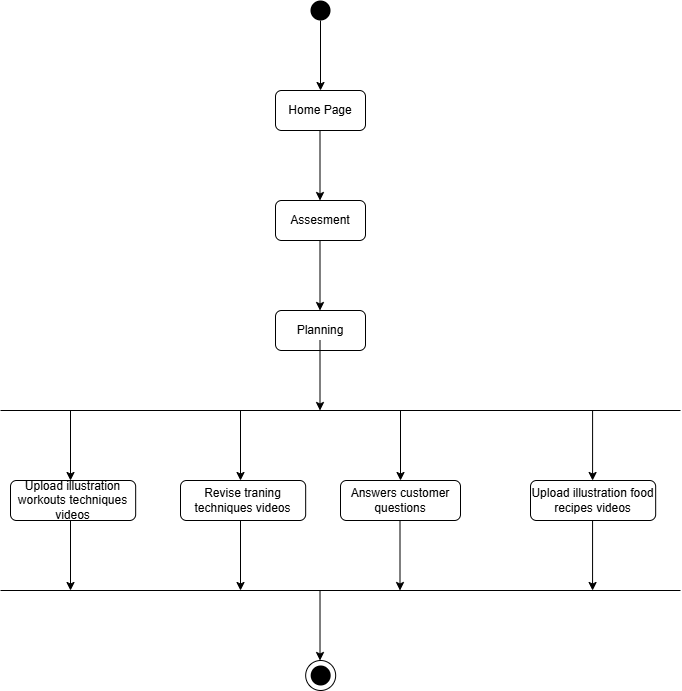 Home Page
Assesment
Planning
Upload illustration
workouts techniques
videos
Revise traning
techniques videos
Answers customer
questions
Upload illustration food
recipes videos